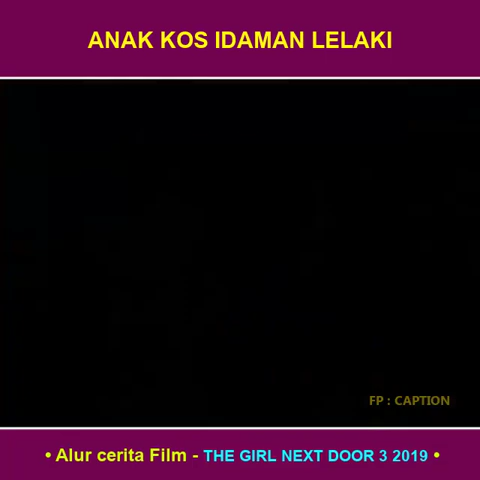 ANAK KOS IDAMAN LELAKI
FP : CAPTION
• Alur cerita Film - THE GIRL NEXT DOOR 3 2019 •